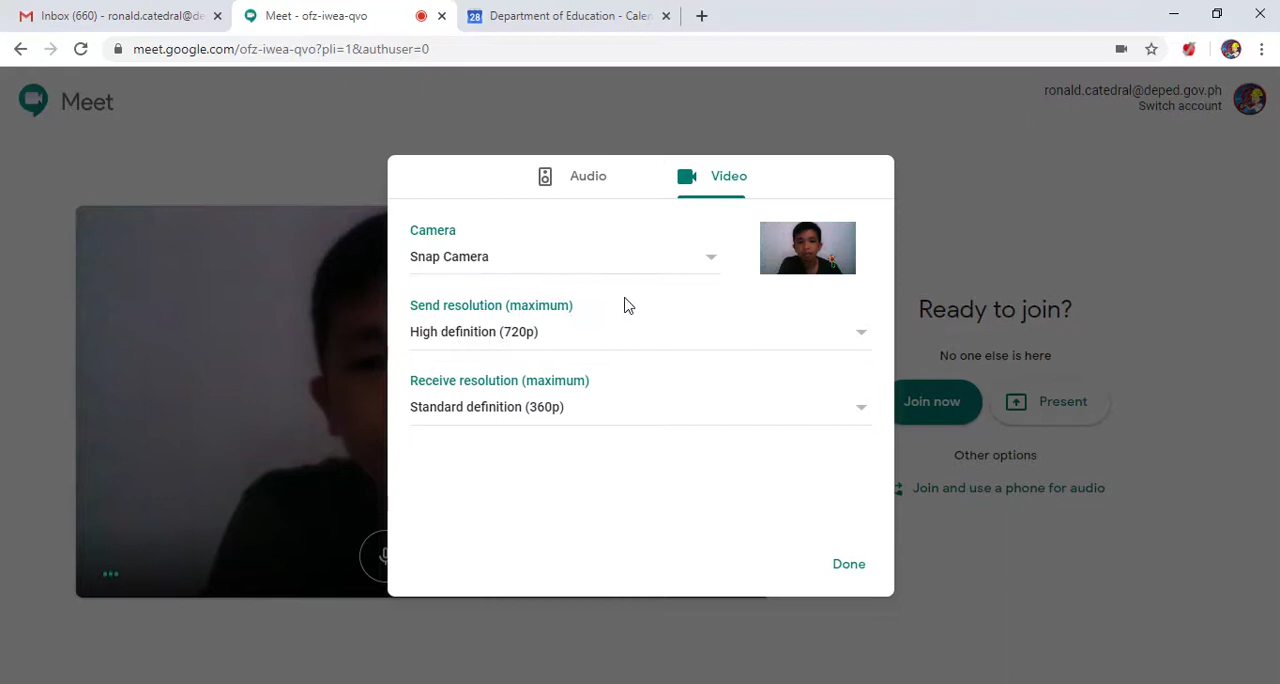 Inbox (660) - ronald.catedral@de
Meet - ofz-iwea-qvo
28
Department of Education - Calen
meet.google.com/ofz-iwea-qvo?pli=1&authuser=0
Meet
ronald.catedral@deped.gov.ph
Switch account
Audio
Video
Camera
Snap Camera
Send resolution (maximum)
High definition (720p)
Receive resolution (maximum)
Standard definition (360p)
Done
Ready to join?
No one else is here
Join now
Present
Other options
Join and use a phone for audio